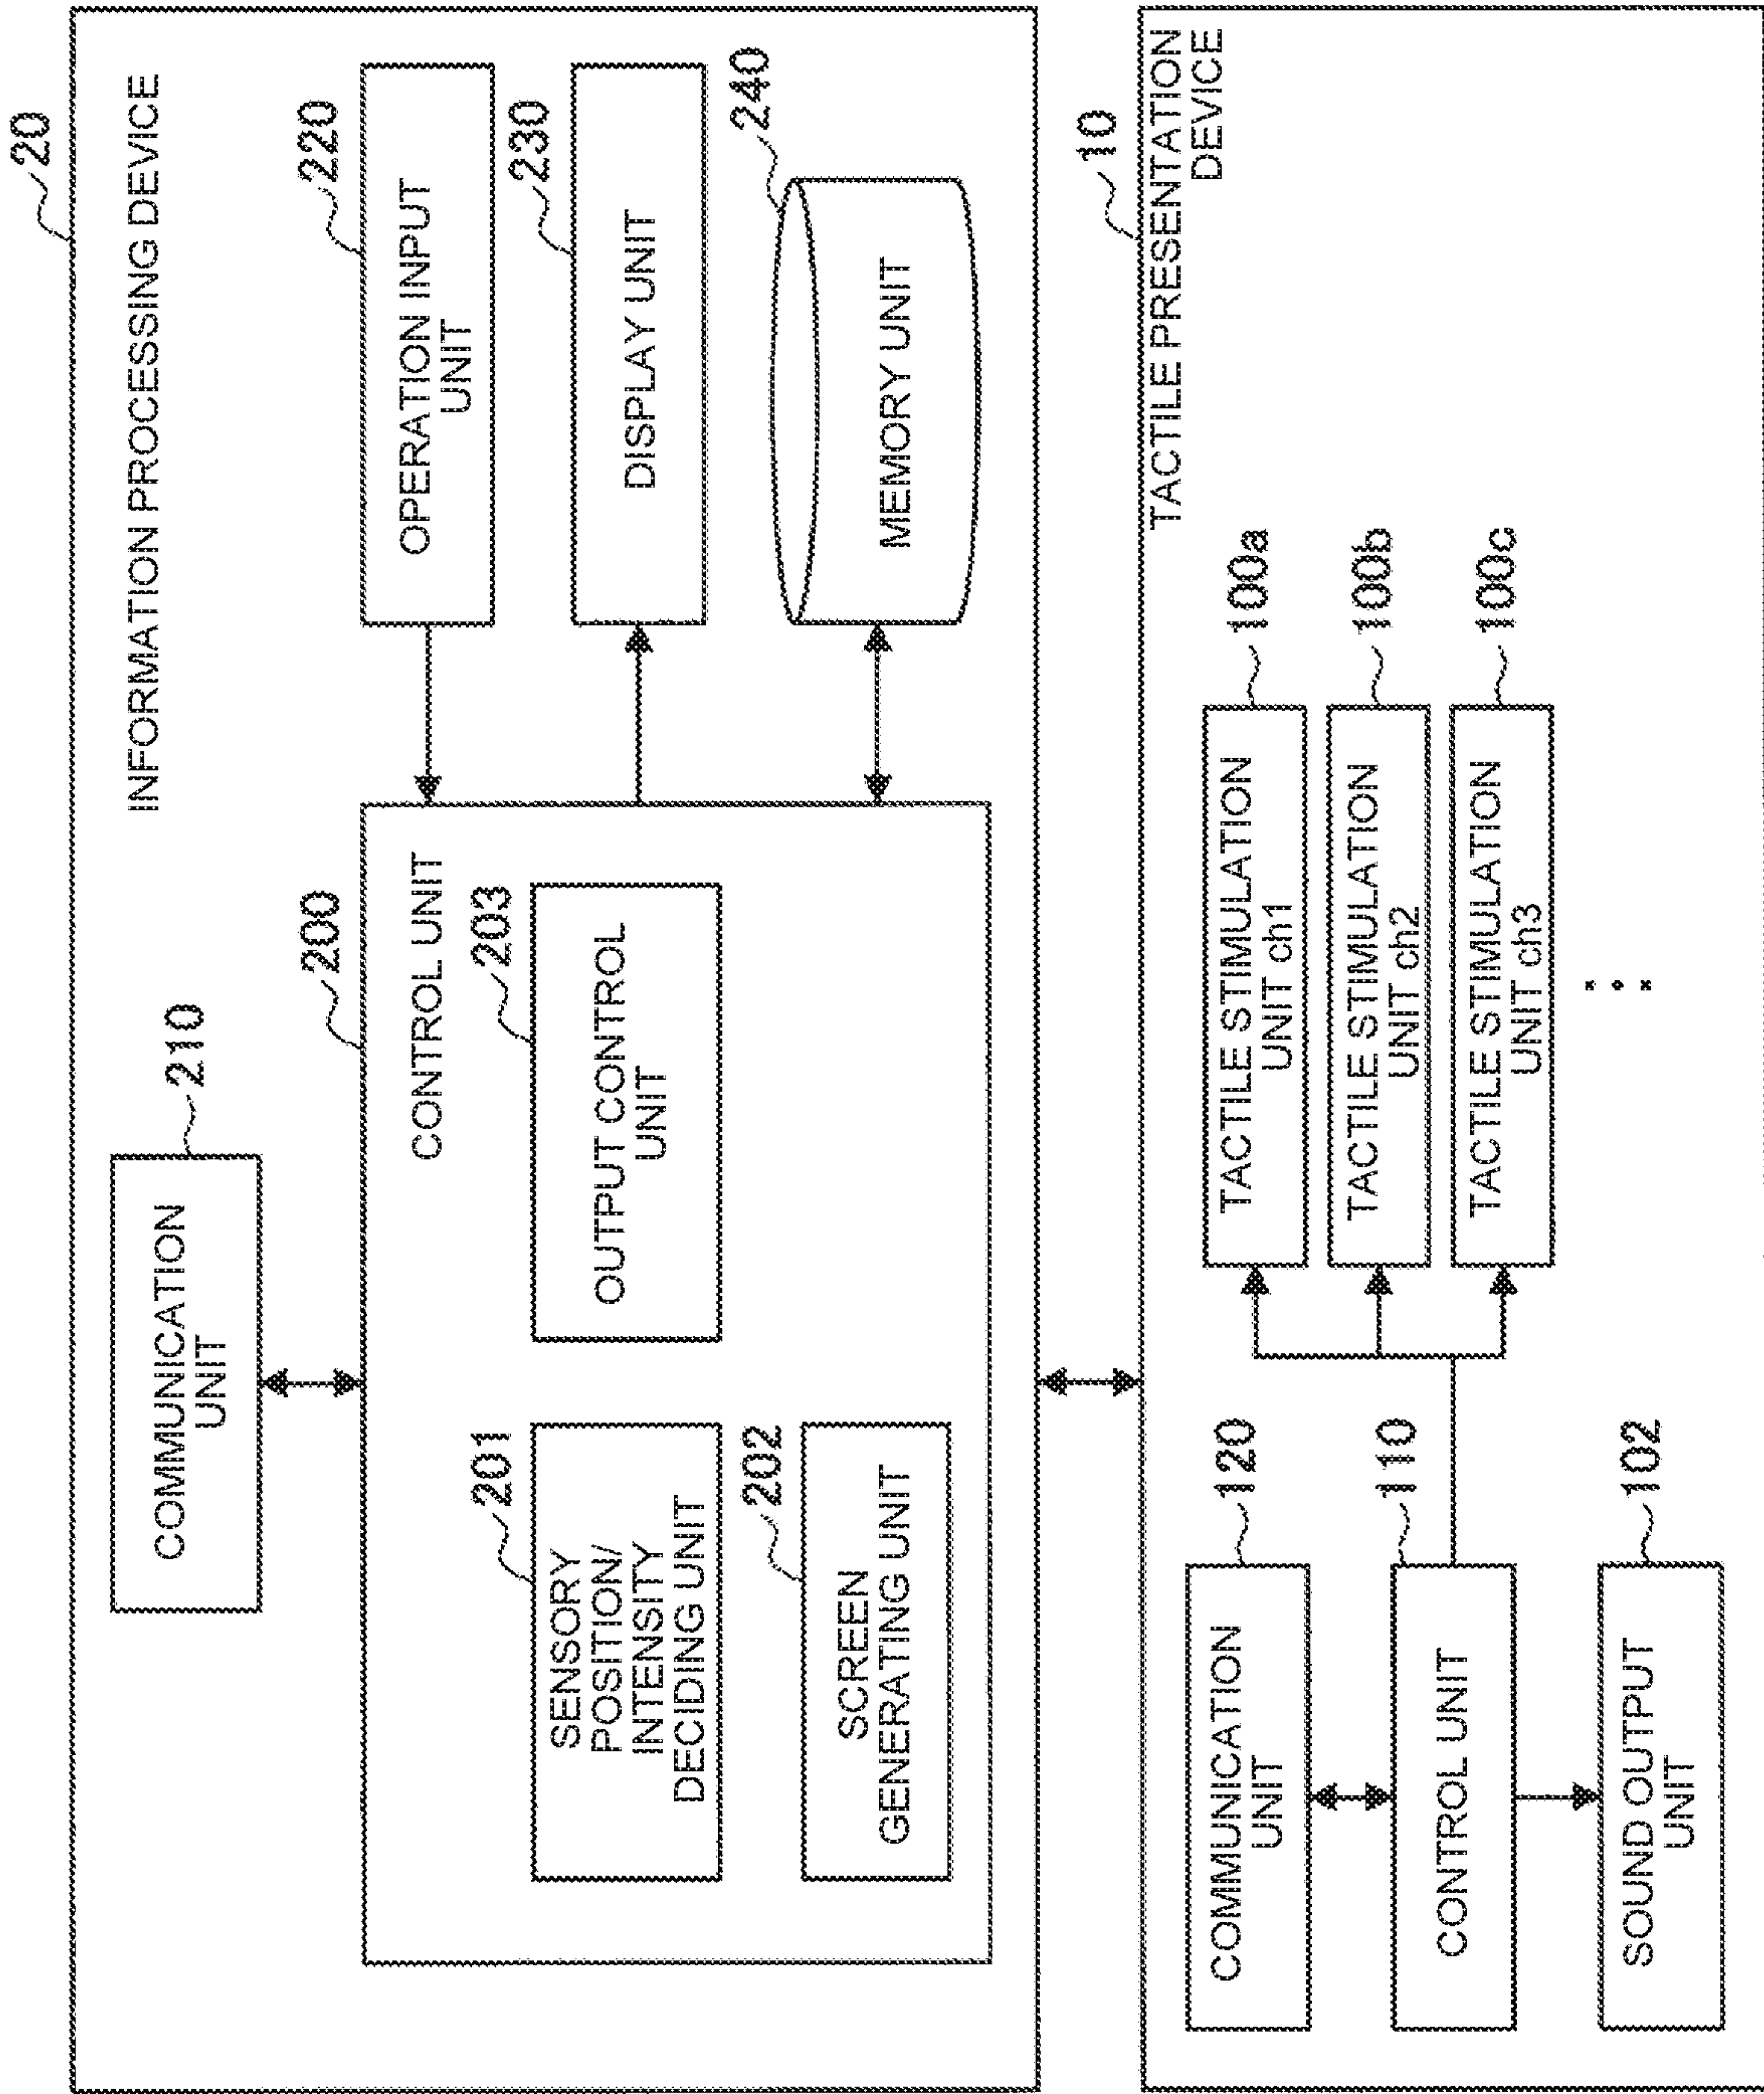 20
INFORMATION PROCESSING DEVICE
210
COMMUNICATION
UNIT
200
CONTROL UNIT
201
SENSORY
POSITION/
INTENSITY
DECIDING UNIT
203
OUTPUT CONTROL
UNIT
202
SCREEN
GENERATING UNIT
220
OPERATION INPUT
UNIT
230
DISPLAY UNIT
240
MEMORY UNIT
10
TACTILE PRESENTATION
DEVICE
120
COMMUNICATION
UNIT
110
CONTROL UNIT
102
SOUND OUTPUT
UNIT
100a
TACTILE STIMULATION
UNIT ch1
100b
TACTILE STIMULATION
UNIT ch2
100c
TACTILE STIMULATION
UNIT ch3